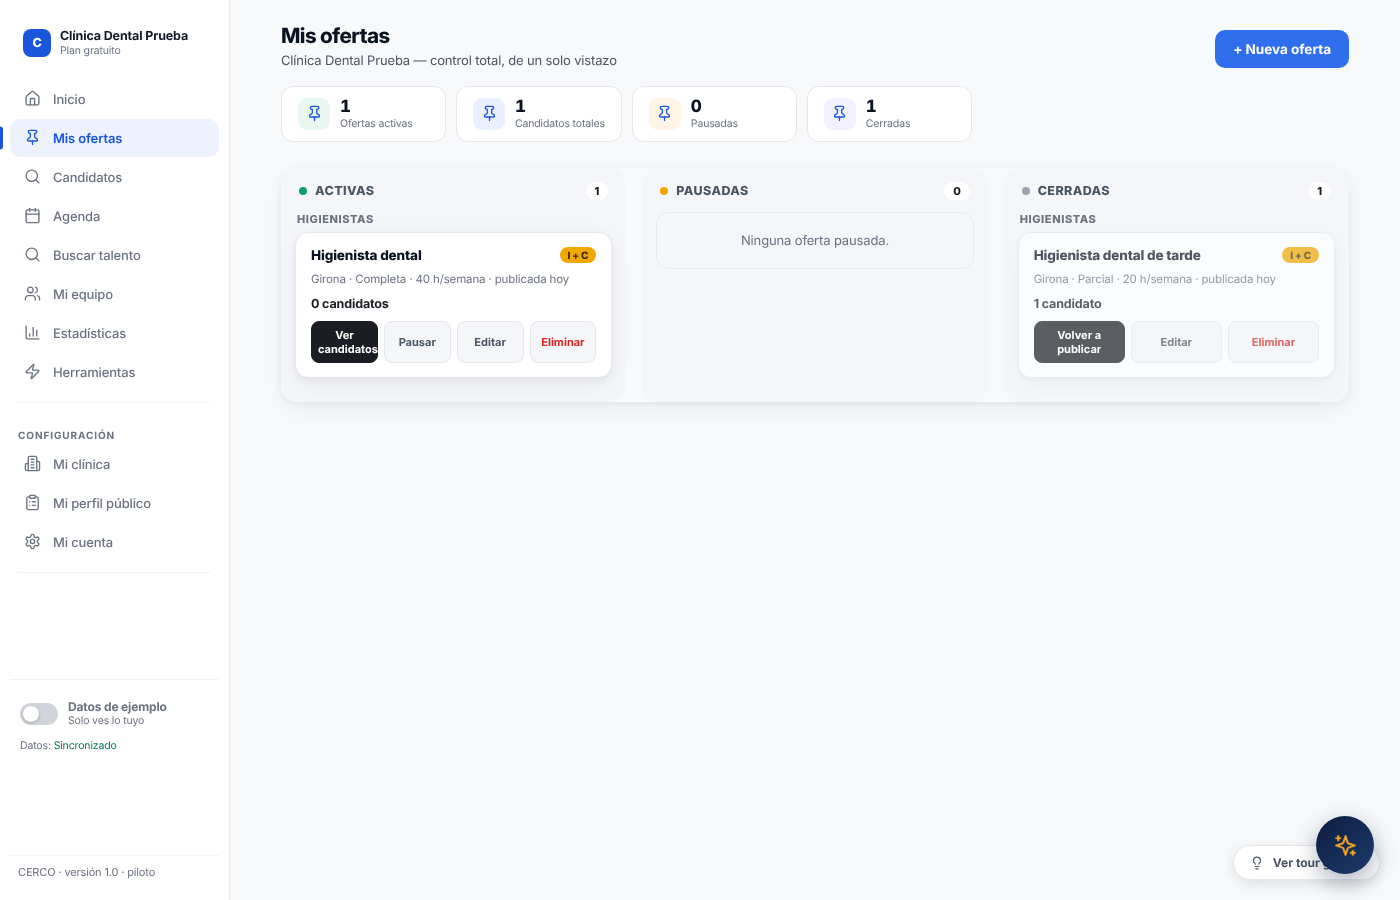 C
Clínica Dental Prueba
Plan gratuito
Inicio
Mis ofertas
Candidatos
Agenda
Buscar talento
Mi equipo
Estadísticas
Herramientas
CONFIGURACIÓN
Mi clínica
Mi perfil público
Mi cuenta
Datos de ejemplo
Solo ves lo tuyo
Datos: Sincronizado
CERCO · versión 1.0 · piloto
Mis ofertas
Clínica Dental Prueba — control total, de un solo vistazo
+ Nueva oferta
1
Ofertas activas
1
Candidatos totales
0
Pausadas
1
Cerradas
ACTIVAS
1
HIGIENISTAS
Higienista dental
I + C
Girona · Completa · 40 h/semana · publicada hoy
0 candidatos
Ver
candidatos
Pausar
Editar
Eliminar
PAUSADAS
0
Ninguna oferta pausada.
CERRADAS
1
HIGIENISTAS
Higienista dental de tarde
I + C
Girona · Parcial · 20 h/semana · publicada hoy
1 candidato
Volver a
publicar
Editar
Eliminar
Ver tour